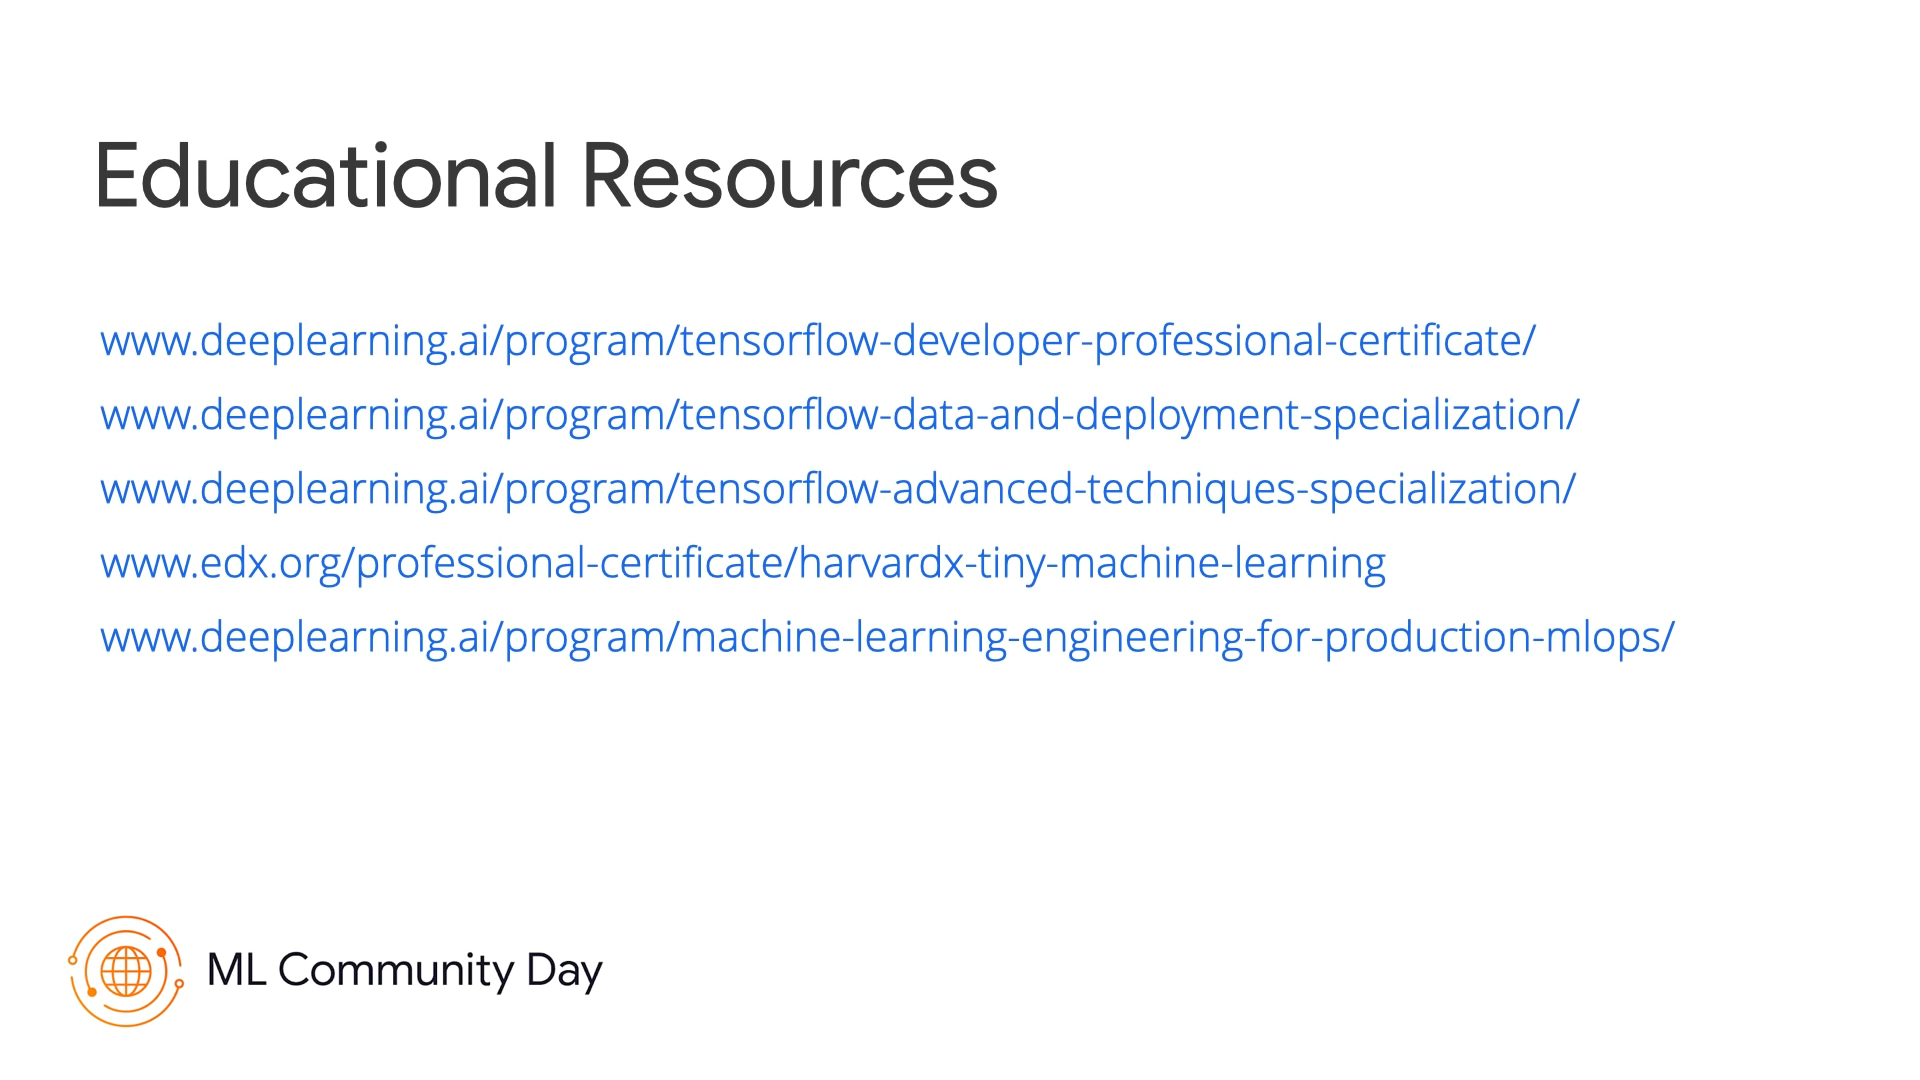 Educational Resources
www.deeplearning.ai/program/tensorflow-developer-professional-certificate/
www.deeplearning.ai/program/tensorflow-data-and-deployment-specialization/
www.deeplearning.ai/program/tensorflow-advanced-techniques-specialization/
www.edx.org/professional-certificate/harvardx-tiny-machine-learning
www.deeplearning.ai/program/machine-learning-engineering-for-production-mlops/
ML Community Day